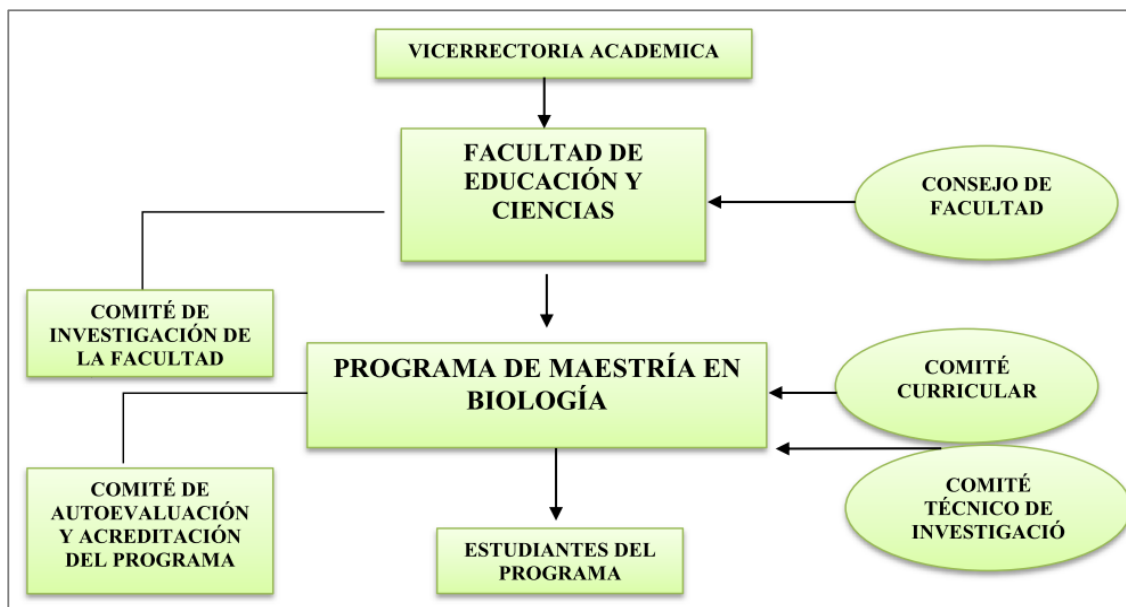 VICERRECTORIA ACADEMICA
FACULTAD DE
EDUCACIÓN Y
CIENCIAS
CONSEJO DE
FACULTAD
COMITÉ DE
INVESTIGACIÓN DE
LA FACULTAD
PROGRAMA DE MAESTRÍA EN
BIOLOGÍA
COMITÉ
CURRICULAR
COMITÉ DE
AUTOEVALUACIÓN
Y ACREDITACIÓN
DEL PROGRAMA
ESTUDIANTES DEL
PROGRAMA
COMITÉ
TÉCNICO DE
INVESTIGACIÓ